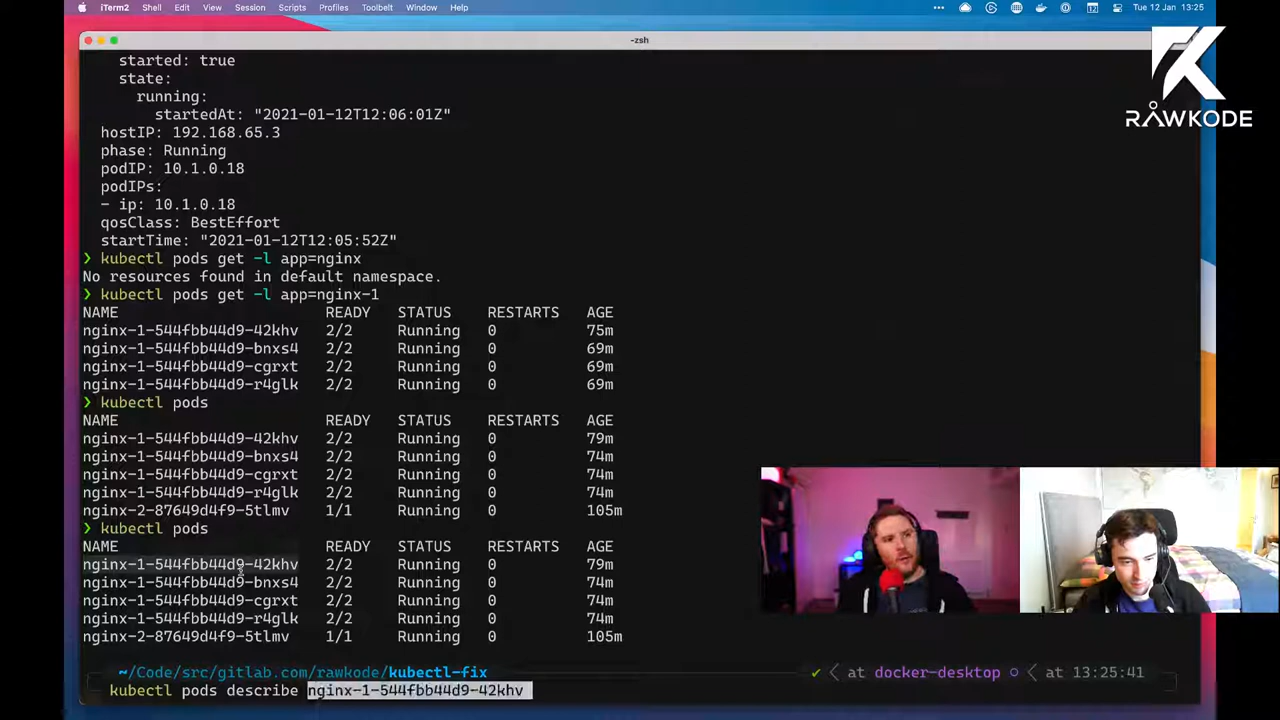 iTerm2 Shell Edit View Session Scripts Profiles Toolbelt Window Help Tue 12 Jan 13:25
-zsh
started: true
state:
running:
startedAt: "2021-01-12T12:06:01Z"
hostIP: 192.168.65.3
phase: Running
podIP: 10.1.0.18
podIPs:
- ip: 10.1.0.18
qosClass: BestEffort
startTime: "2021-01-12T12:05:52Z"
❯ kubectl pods get -l app=nginx
No resources found in default namespace.
❯ kubectl pods get -l app=nginx-1
NAME READY STATUS RESTARTS AGE
nginx-1-544fbb44d9-42khv 2/2 Running 0 75m
nginx-1-544fbb44d9-bnxs4 2/2 Running 0 69m
nginx-1-544fbb44d9-cgrxt 2/2 Running 0 69m
nginx-1-544fbb44d9-r4glk 2/2 Running 0 69m
❯ kubectl pods
NAME READY STATUS RESTARTS AGE
nginx-1-544fbb44d9-42khv 2/2 Running 0 79m
nginx-1-544fbb44d9-bnxs4 2/2 Running 0 74m
nginx-1-544fbb44d9-cgrxt 2/2 Running 0 74m
nginx-1-544fbb44d9-r4glk 2/2 Running 0 74m
nginx-2-87649d4f9-5tlmv 1/1 Running 0 105m
❯ kubectl pods
NAME READY STATUS RESTARTS AGE
nginx-1-544fbb44d9-42khv 2/2 Running 0 79m
nginx-1-544fbb44d9-bnxs4 2/2 Running 0 74m
nginx-1-544fbb44d9-cgrxt 2/2 Running 0 74m
nginx-1-544fbb44d9-r4glk 2/2 Running 0 74m
nginx-2-87649d4f9-5tlmv 1/1 Running 0 105m
~/Code/src/gitlab.com/rawkode/kubectl-fix ✓ < at docker-desktop ○ < at 13:25:41
kubectl pods describe nginx-1-544fbb44d9-42khv
RÅWKODE